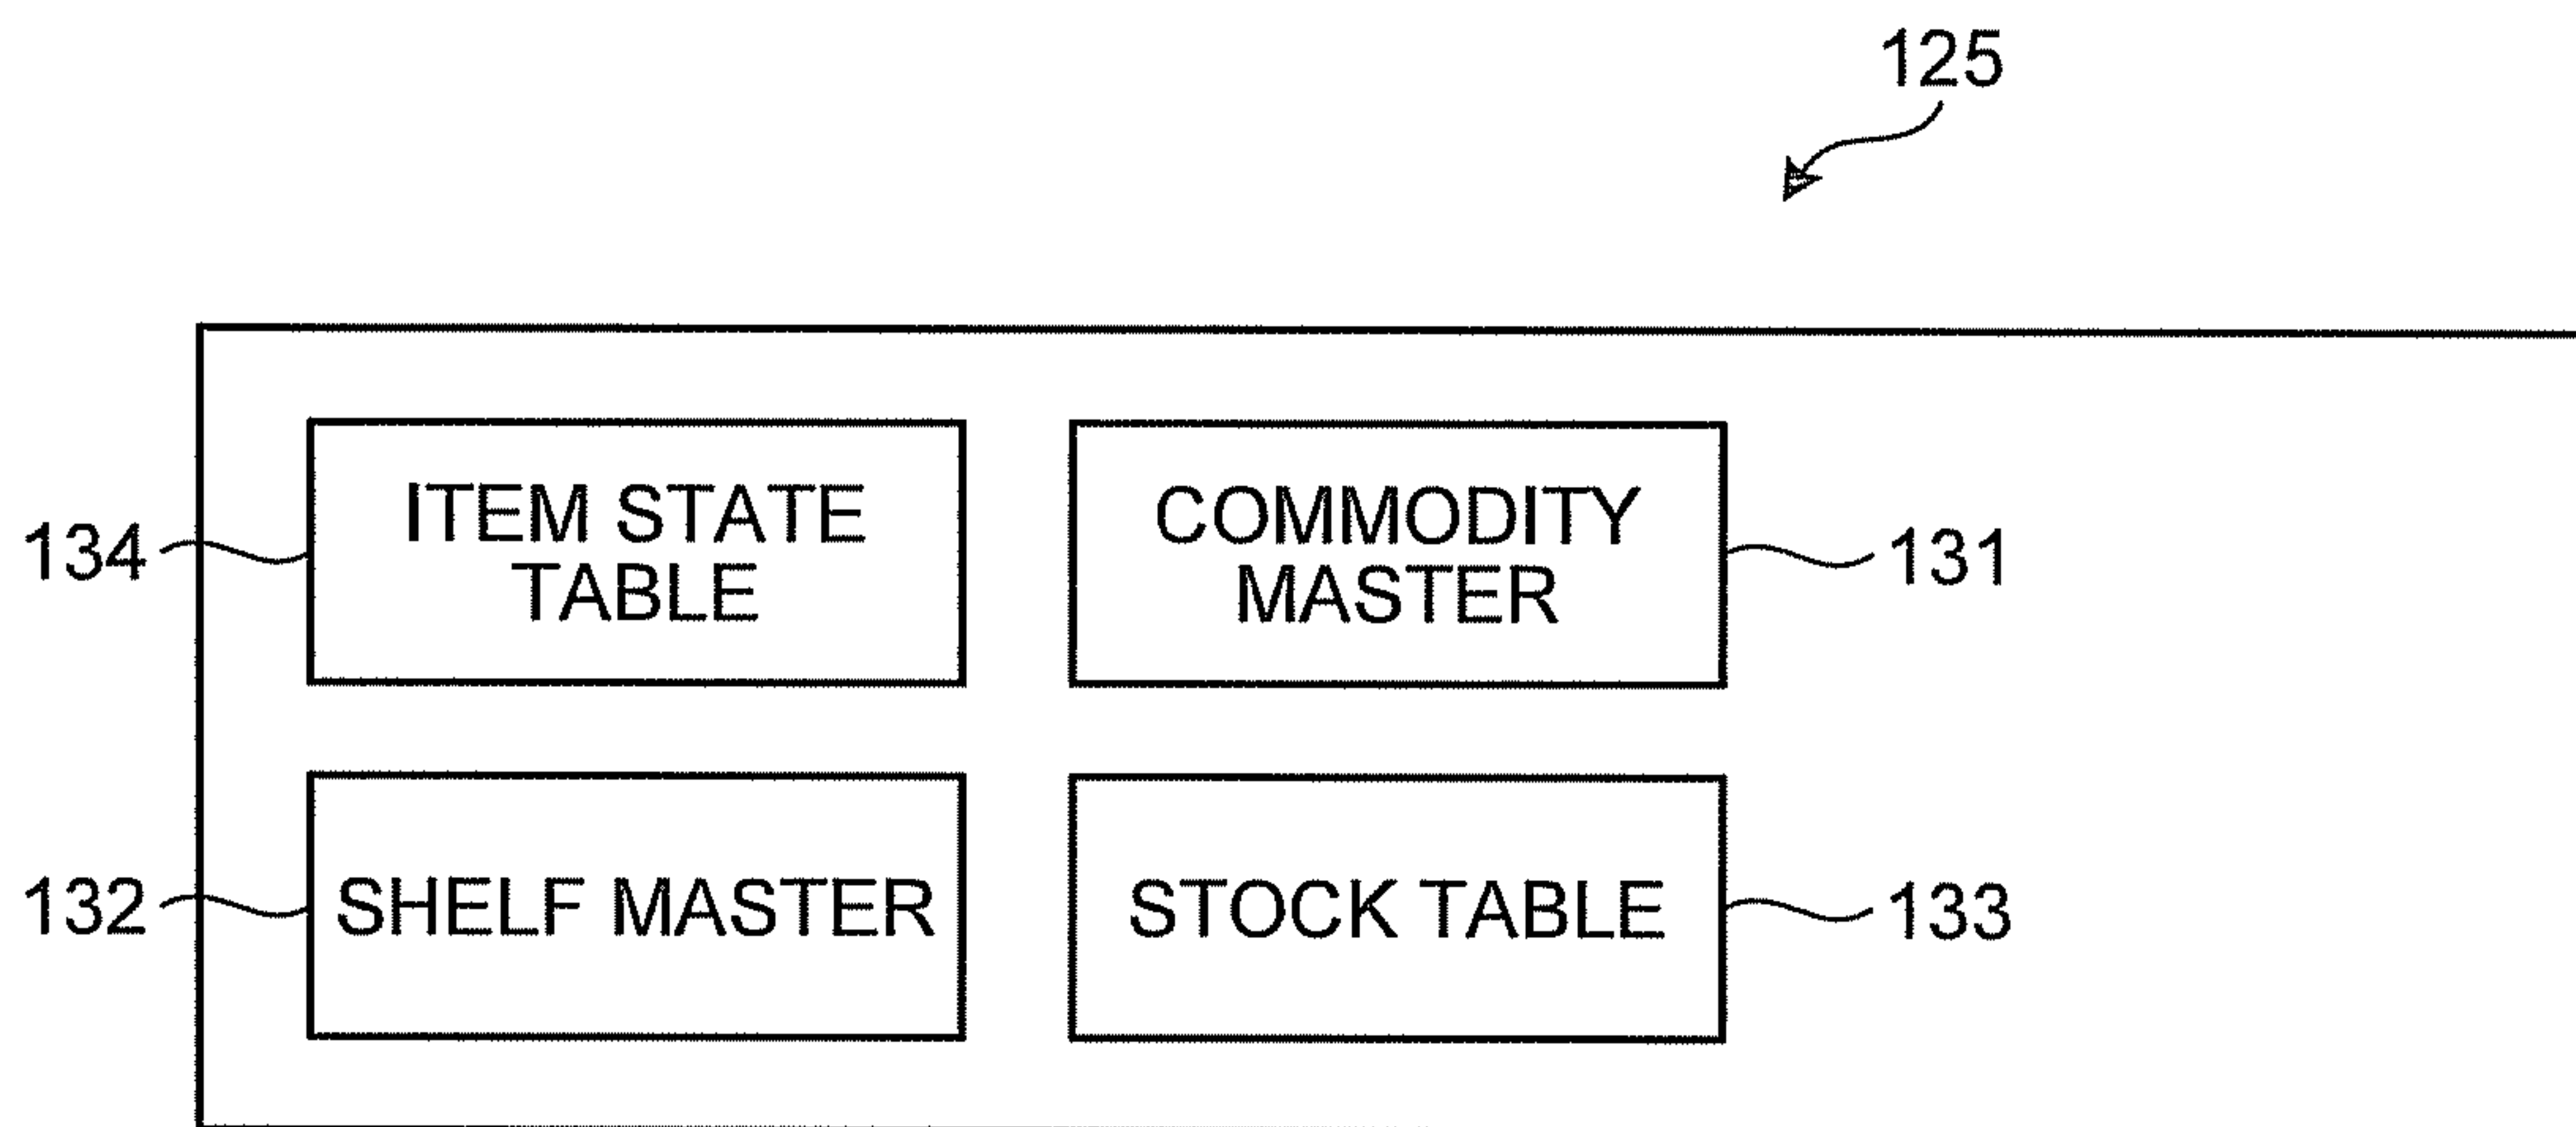 125
134
ITEM STATE
TABLE
COMMODITY
MASTER
131
132
SHELF MASTER
STOCK TABLE
133